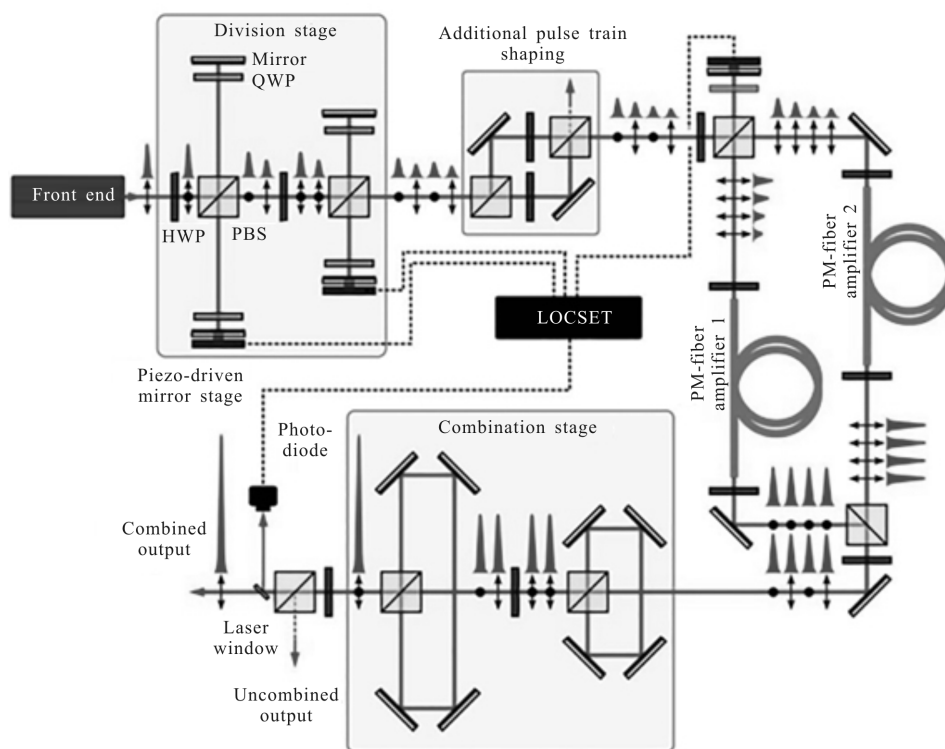 Division stage
Mirror
QWP
Additional pulse train
shaping
Front end
HWP
PBS
PM-fiber
amplifier 2
LOCSET
PM-fiber
amplifier 1
Piezo-driven
mirror stage
Photo-
diode
Combination stage
Combined
output
Laser
window
Uncombined
output